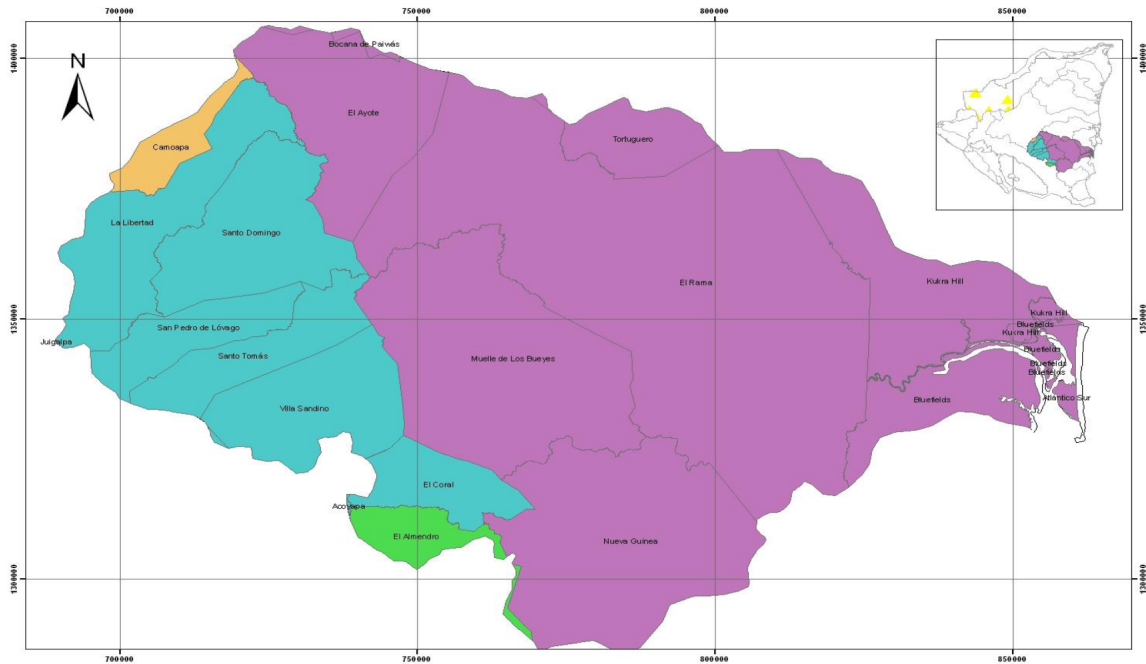 700000
750000
800000
850000
1400000
1400000
N
Bocana de Paiwás
El Ayote
Tortuguero
Camoapa
La Libertad
Santo Domingo
El Rama
Kukra Hill
Kukra Hill
Bluefields
Kukra Hill
1350000
1350000
San Pedro de Lóvago
Juigalpa
Santo Tomás
Muelle de Los Bueyes
Bluefields
Bluefields
Bluefields
Villa Sandino
Bluefields
Atlantico Sur
El Coral
Acoyapa
El Almendro
Nueva Guinea
1300000
1300000
700000
750000
800000
850000